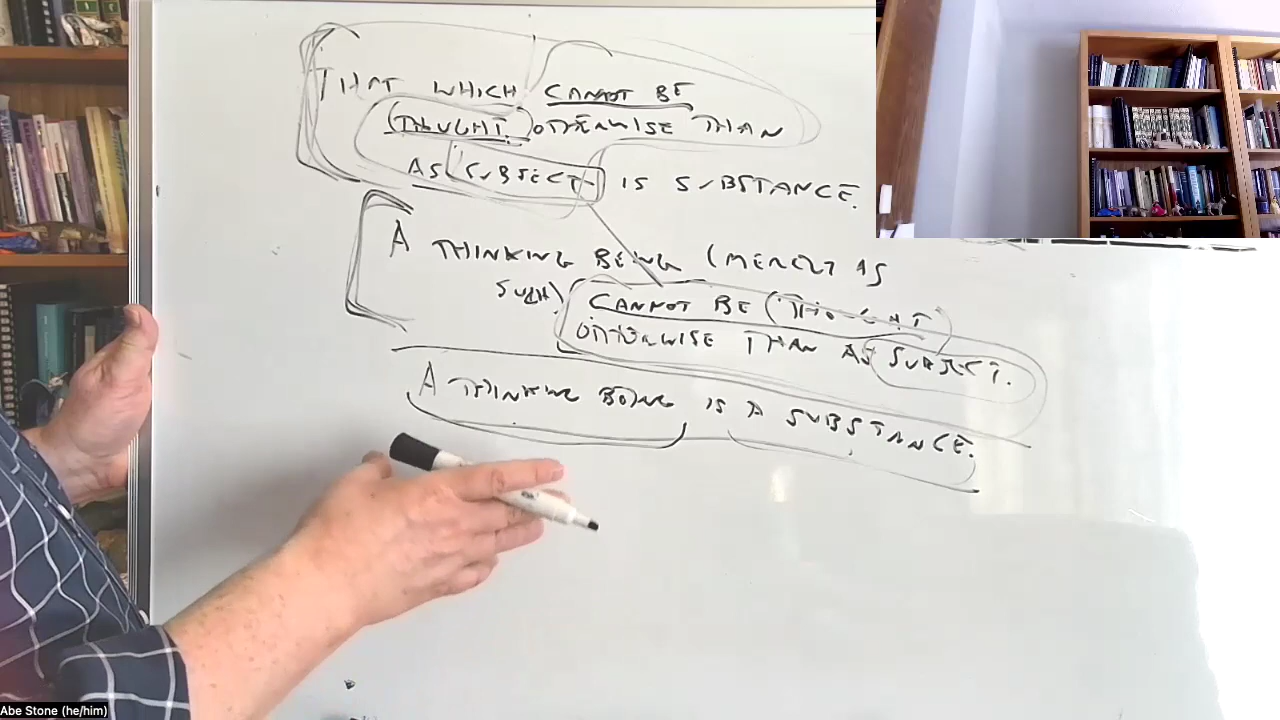 THAT WHICH CANNOT BE
(THOUGHT) OTHERWISE THAN
AS SUBJECT IS SUBSTANCE.
A THINKING BEING (MERELY AS
SUCH) CANNOT BE (THOUGHT)
OTHERWISE THAN AS SUBJECT.
A THINKING BEING IS A SUBSTANCE.
Abe Stone (he/him)